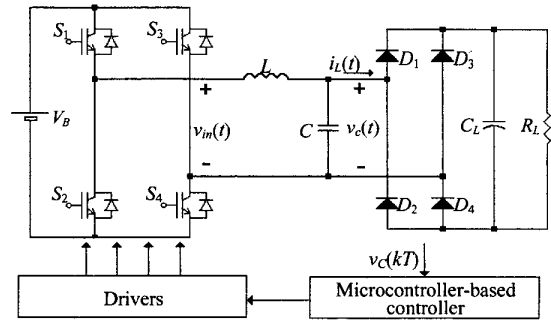 S1
S3
L
iL(t)
D1
D3
+
+
VB
vin(t)
C
vc(t)
CL
RL
-
-
S2
S4
D2
D4
vC(kT)
Drivers
Microcontroller-based
controller